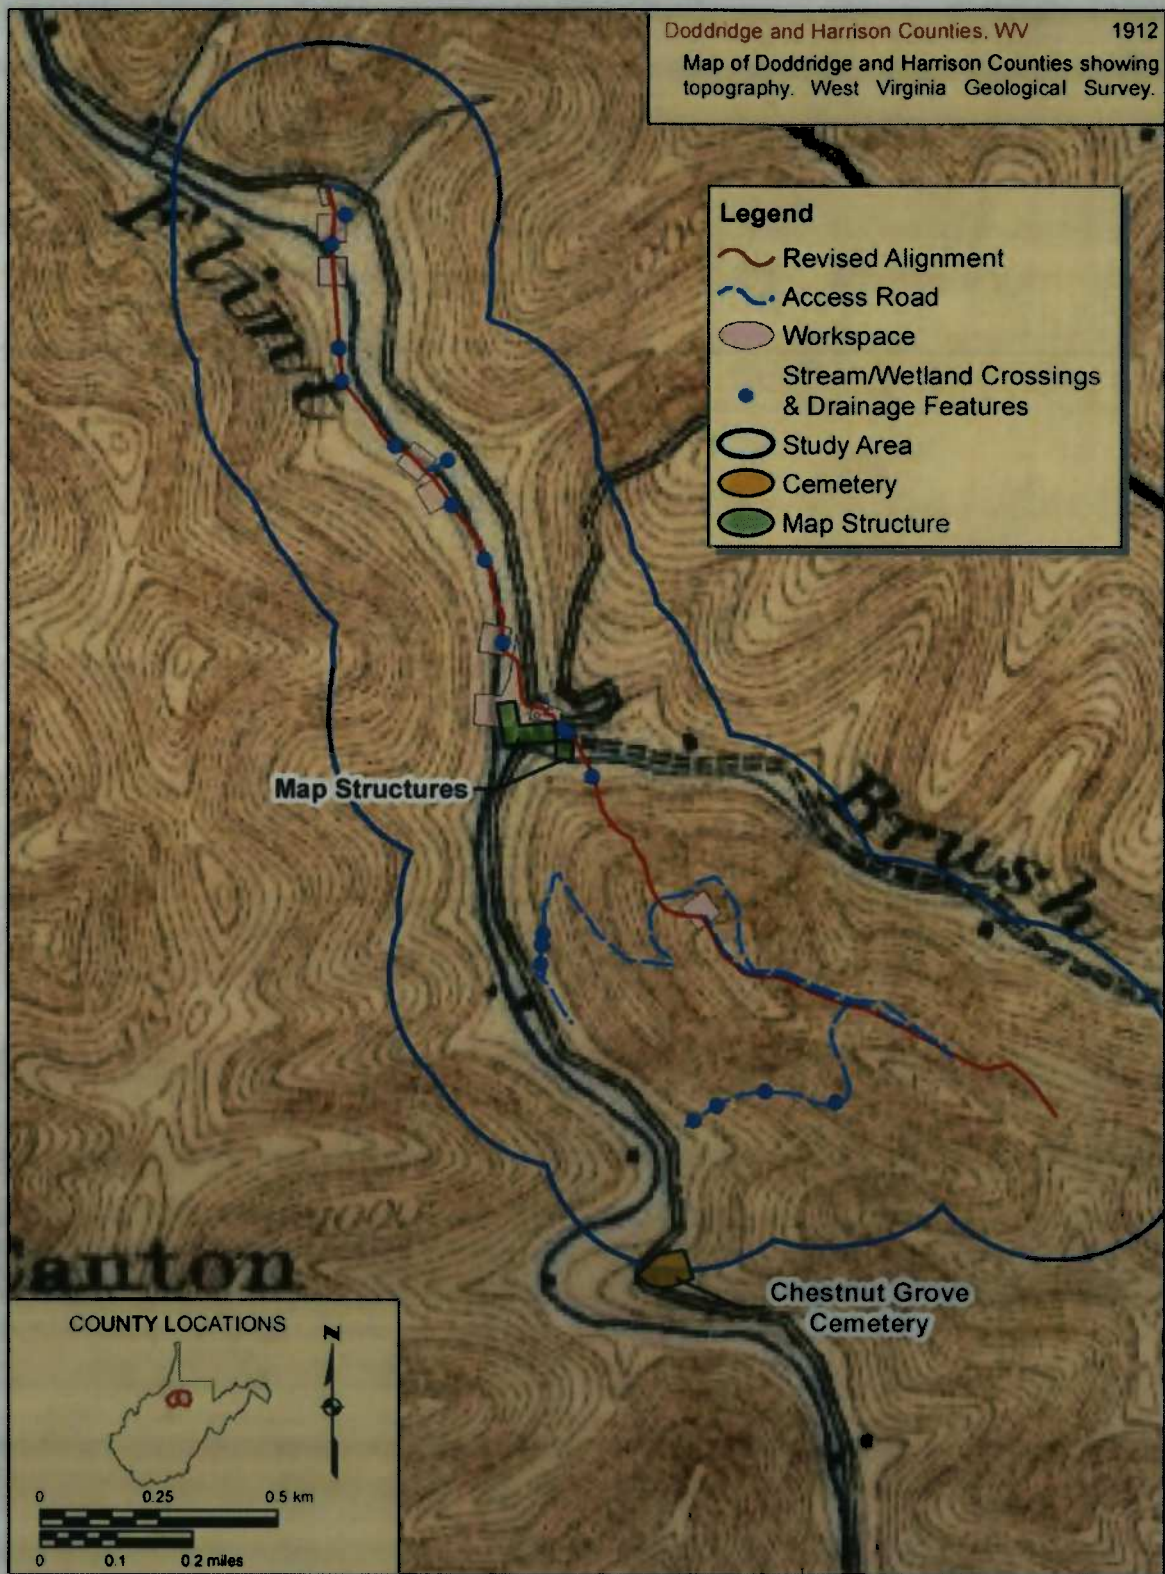 Doddridge and Harrison Counties, WV 1912
Map of Doddridge and Harrison Counties showing
topography. West Virginia Geological Survey.
Legend
Revised Alignment
Access Road
Workspace
Stream/Wetland Crossings
& Drainage Features
Study Area
Cemetery
Map Structure
Flint
Map Structures
Brush
1000
anton
Chestnut Grove
Cemetery
COUNTY LOCATIONS
N
0 0.25 0.5 km
0 0.1 0.2 miles